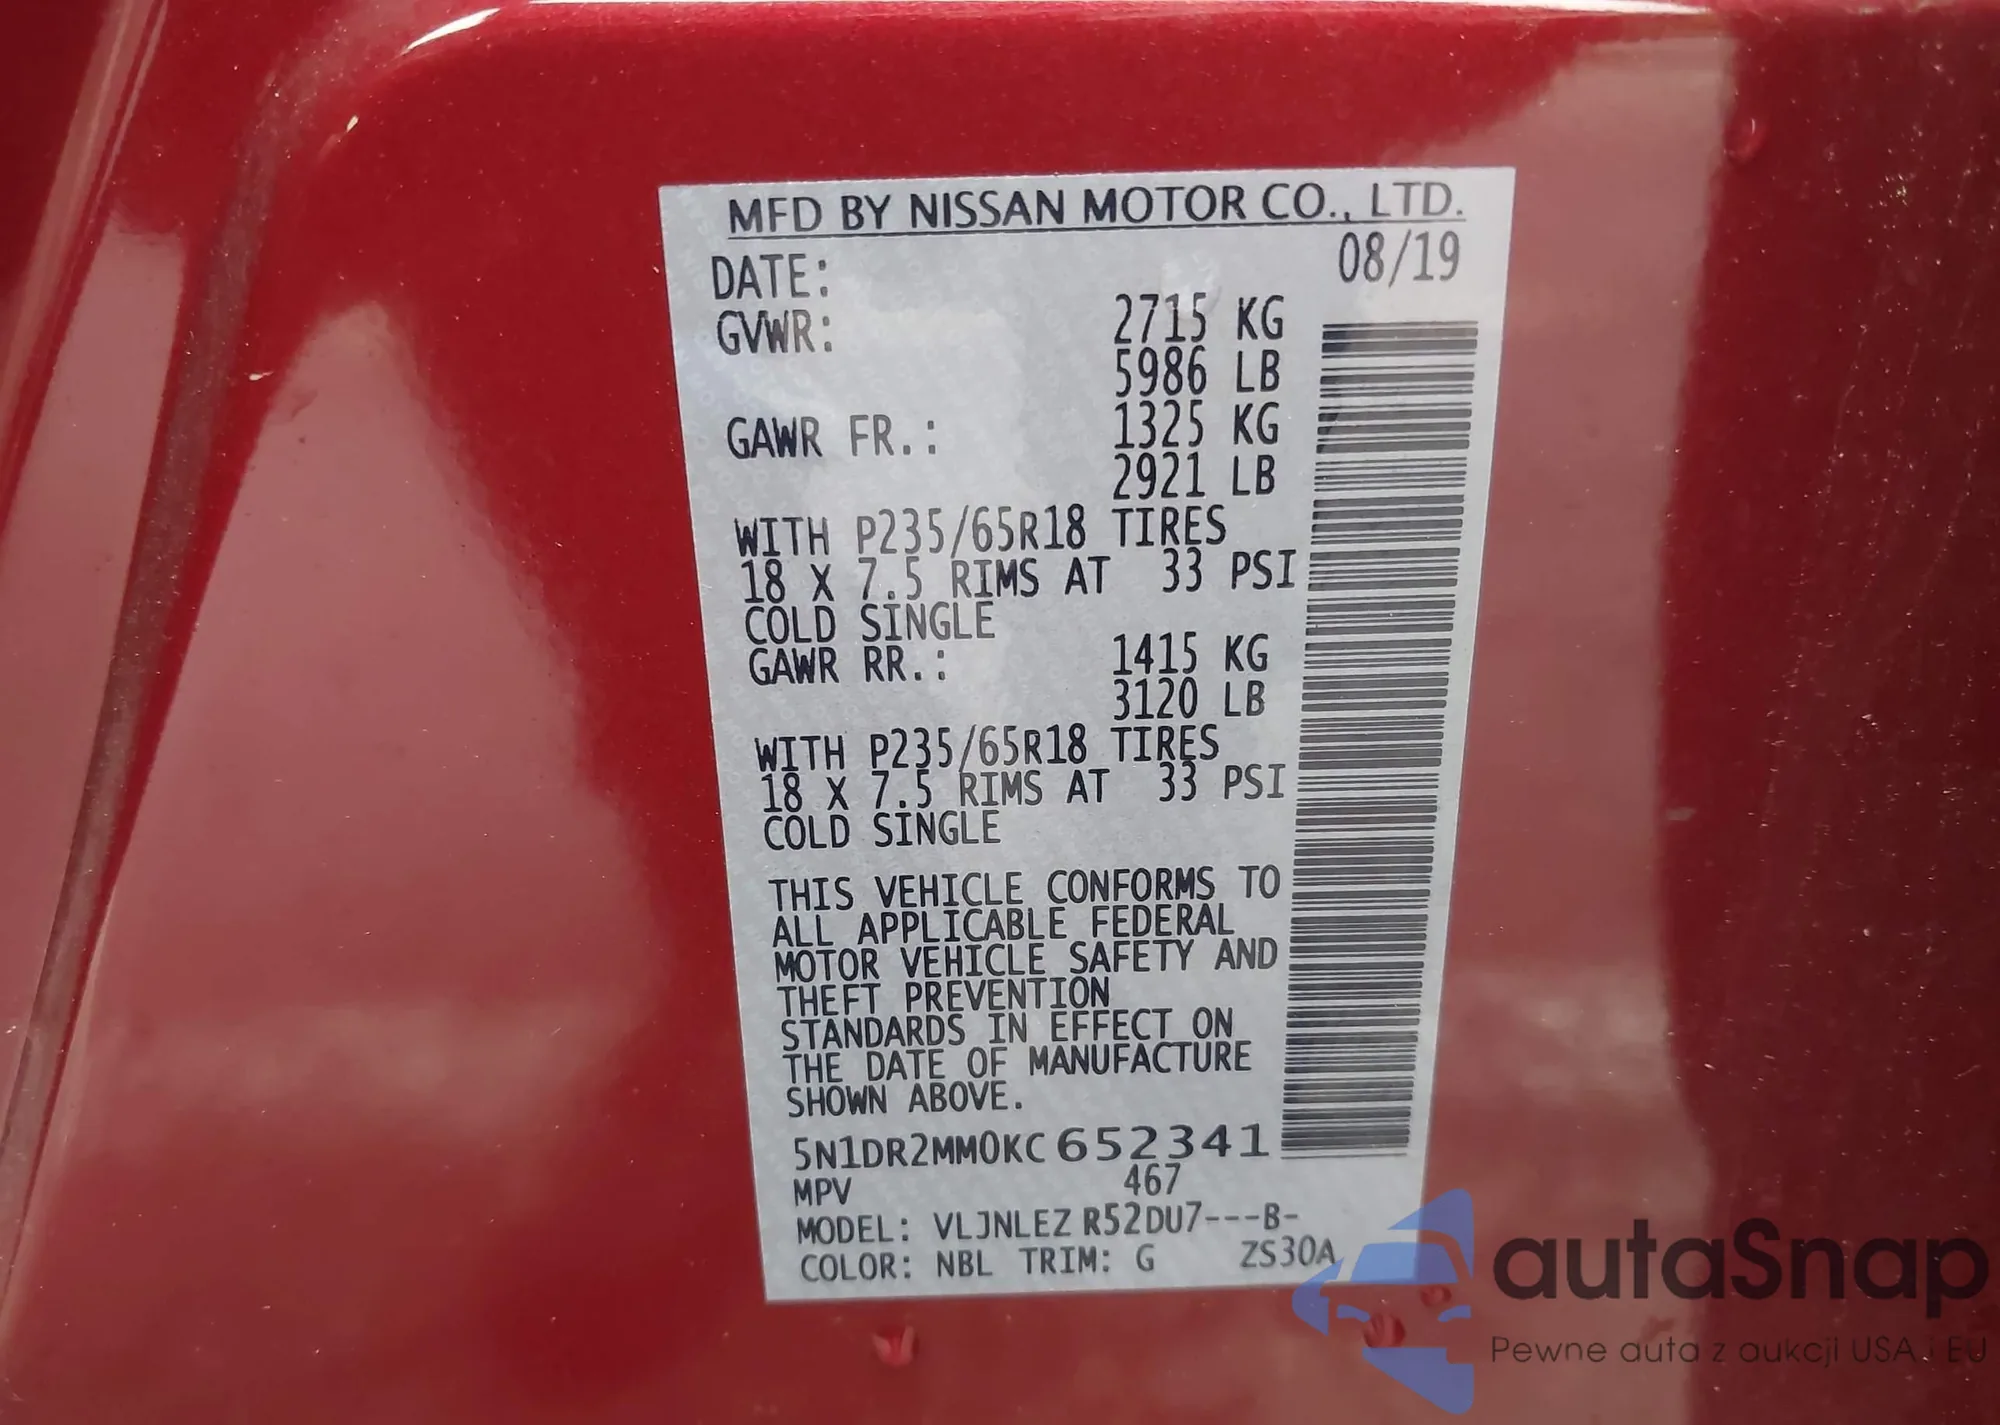 MFD BY NISSAN MOTOR CO., LTD.
DATE: 08/19
GVWR: 2715 KG
5986 LB
GAWR FR.: 1325 KG
2921 LB
WITH P235/65R18 TIRES
18 X 7.5 RIMS AT 33 PSI
COLD SINGLE
GAWR RR.: 1415 KG
3120 LB
WITH P235/65R18 TIRES
18 X 7.5 RIMS AT 33 PSI
COLD SINGLE
THIS VEHICLE CONFORMS TO
ALL APPLICABLE FEDERAL
MOTOR VEHICLE SAFETY AND
THEFT PREVENTION
STANDARDS IN EFFECT ON
THE DATE OF MANUFACTURE
SHOWN ABOVE.
5N1DR2MM0KC652341
MPV 467
MODEL: VLJNLEZ R52DU7---B-
COLOR: NBL TRIM: G ZS30A
autaSnap
Pewne auta z aukcji USA i EU